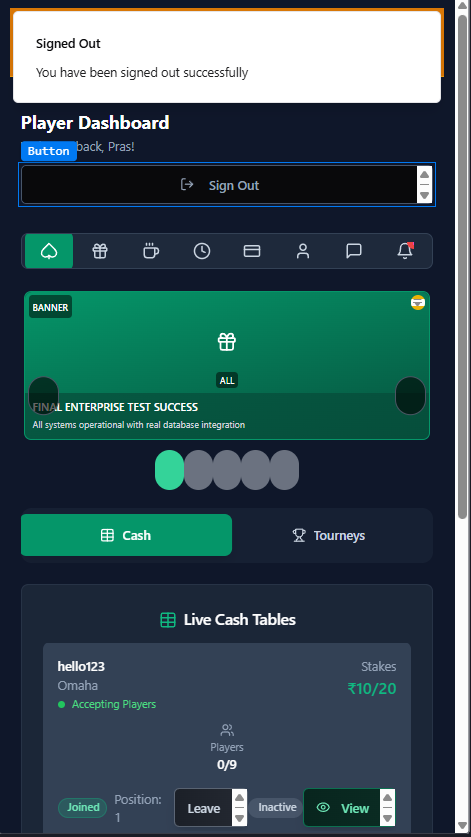 Signed Out
You have been signed out successfully
Player Dashboard
back, Pras!
Button
Sign Out
BANNER
ALL
FINAL ENTERPRISE TEST SUCCESS
All systems operational with real database integration
Cash
Tourneys
Live Cash Tables
hello123
Stakes
Omaha
₹10/20
Accepting Players
Players
0/9
Joined
Position:
1
Leave
Inactive
View